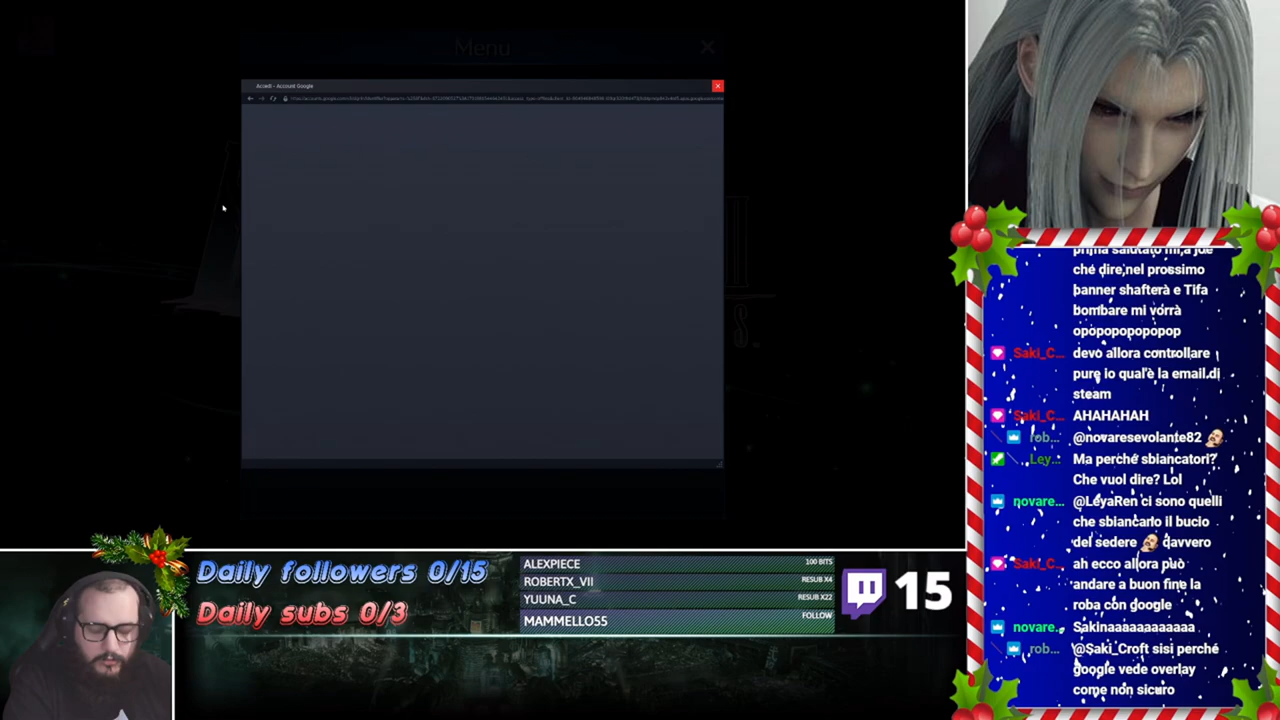 Menu
Accedi - Account Google
prima salutato mi,a joe
ché dire,nel prossimo
banner shafterà e Tifa
bombare mi vorrà
opopopopopopop
Saki_C... devo allora controllare
pure io qual'è la email di
steam
Saki_C... AHAHAHAH
rob... @novaresevolante82
Ley... Ma perché sbiancatori?
Che vuol dire? Lol
novare... @LeyaRen ci sono quelli
che sbiancano il bucio
del sedere davvero
Saki_C... ah ecco allora può
andare a buon fine la
roba con google
novare... Sakinaaaaaaaaaaaa
rob... @Saki_Croft sisi perché
google vede overlay
come non sicuro
Daily followers 0/15
Daily subs 0/3
ALEXPIECE 100 BITS
ROBERTX_VII RESUB X4
YUUNA_C RESUB X22
MAMMELLO55 FOLLOW
15